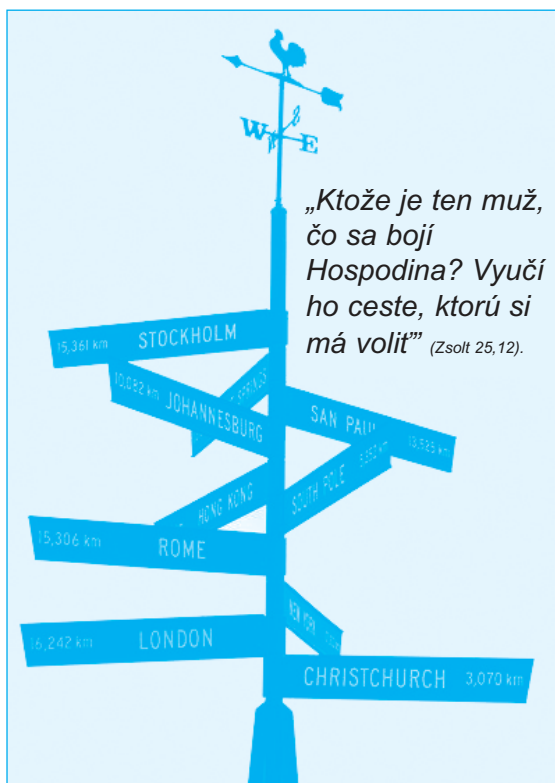 W E
„Ktože je ten muž,
čo sa bojí
Hospodina? Vyučí
ho ceste, ktorú si
má voliť” (Zsolt 25,12).
STOCKHOLM
15,361 km
SPRINGS
10,082 km JOHANNESBURG
SAN
13,525 km
SOUTH POLE
HONG KONG
15,306 km ROME
NEW YORK
16,242 km LONDON
CHRISTCHURCH 3,070 km